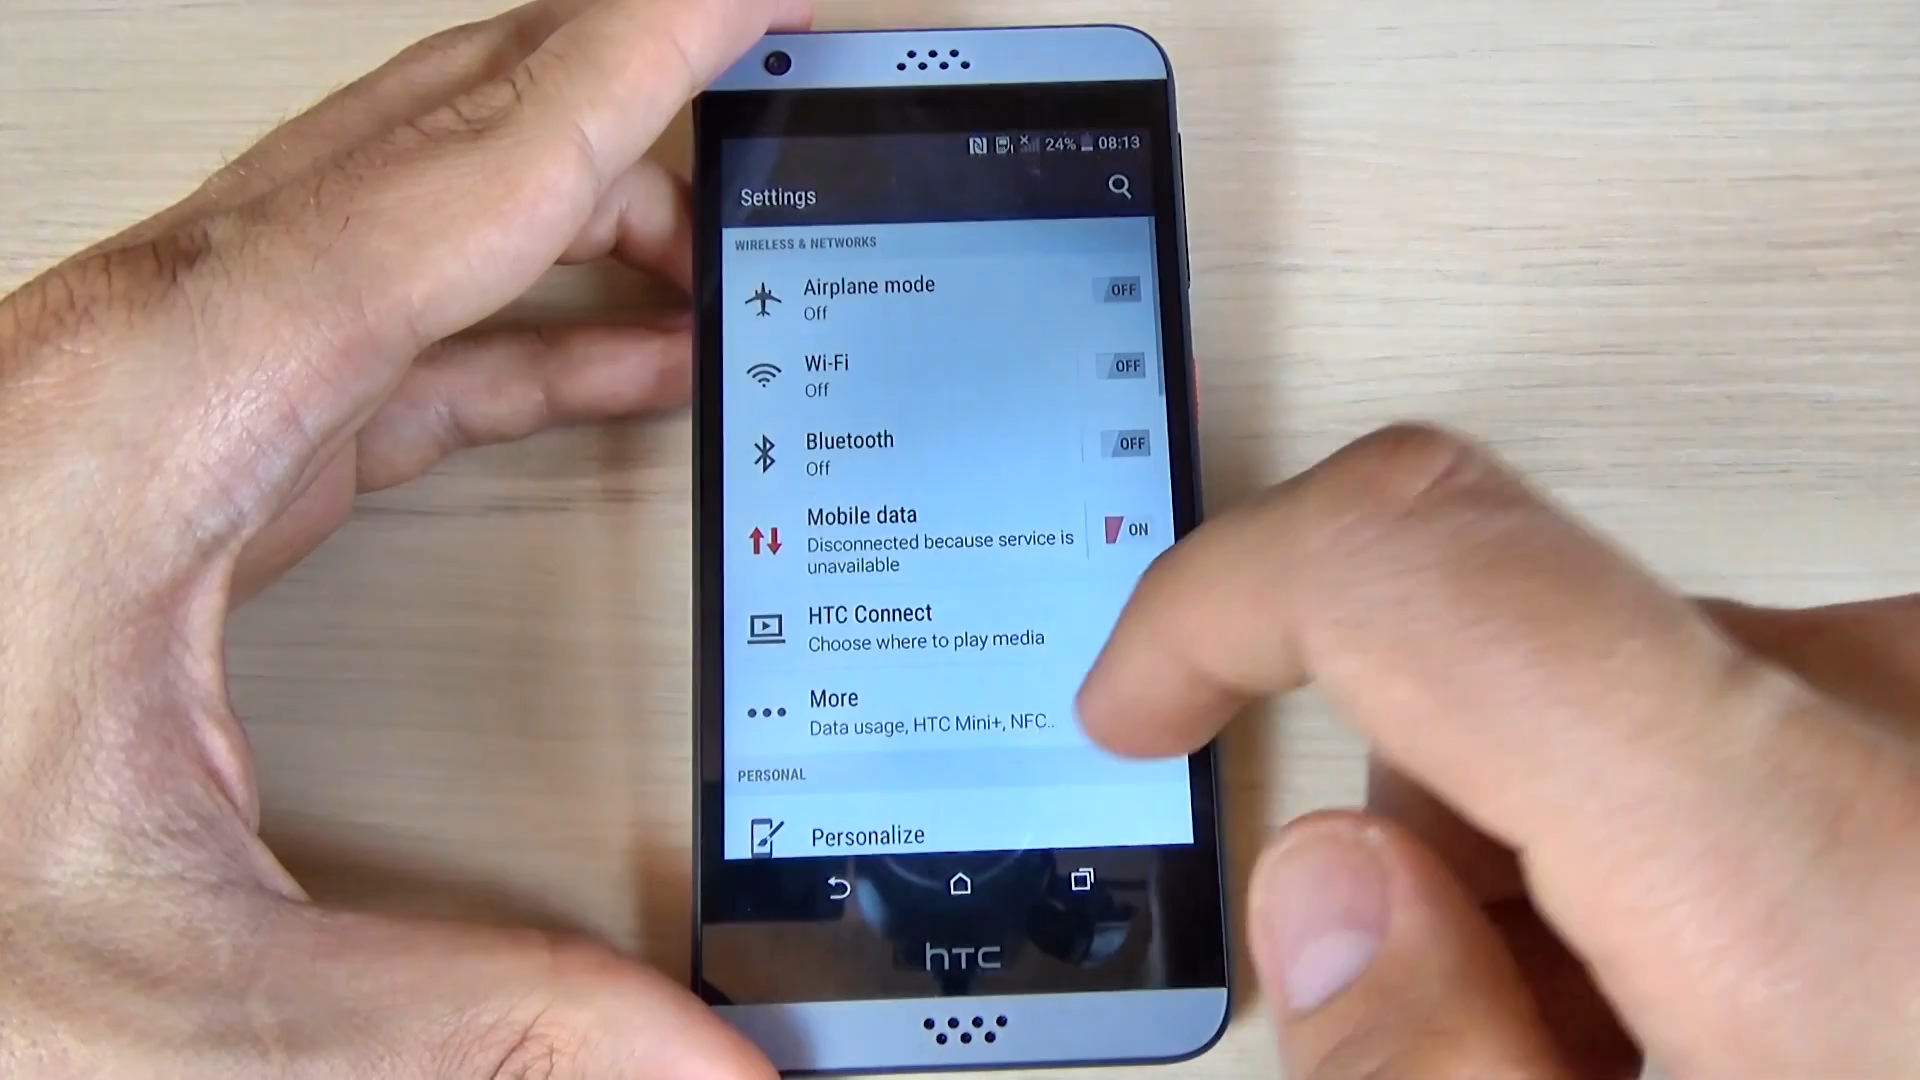 24% 08:13
Settings
WIRELESS & NETWORKS
Airplane mode
Off
OFF
Wi-Fi
Off
OFF
Bluetooth
Off
OFF
Mobile data
Disconnected because service is
unavailable
ON
HTC Connect
Choose where to play media
More
Data usage, HTC Mini+, NFC..
PERSONAL
Personalize
hTC